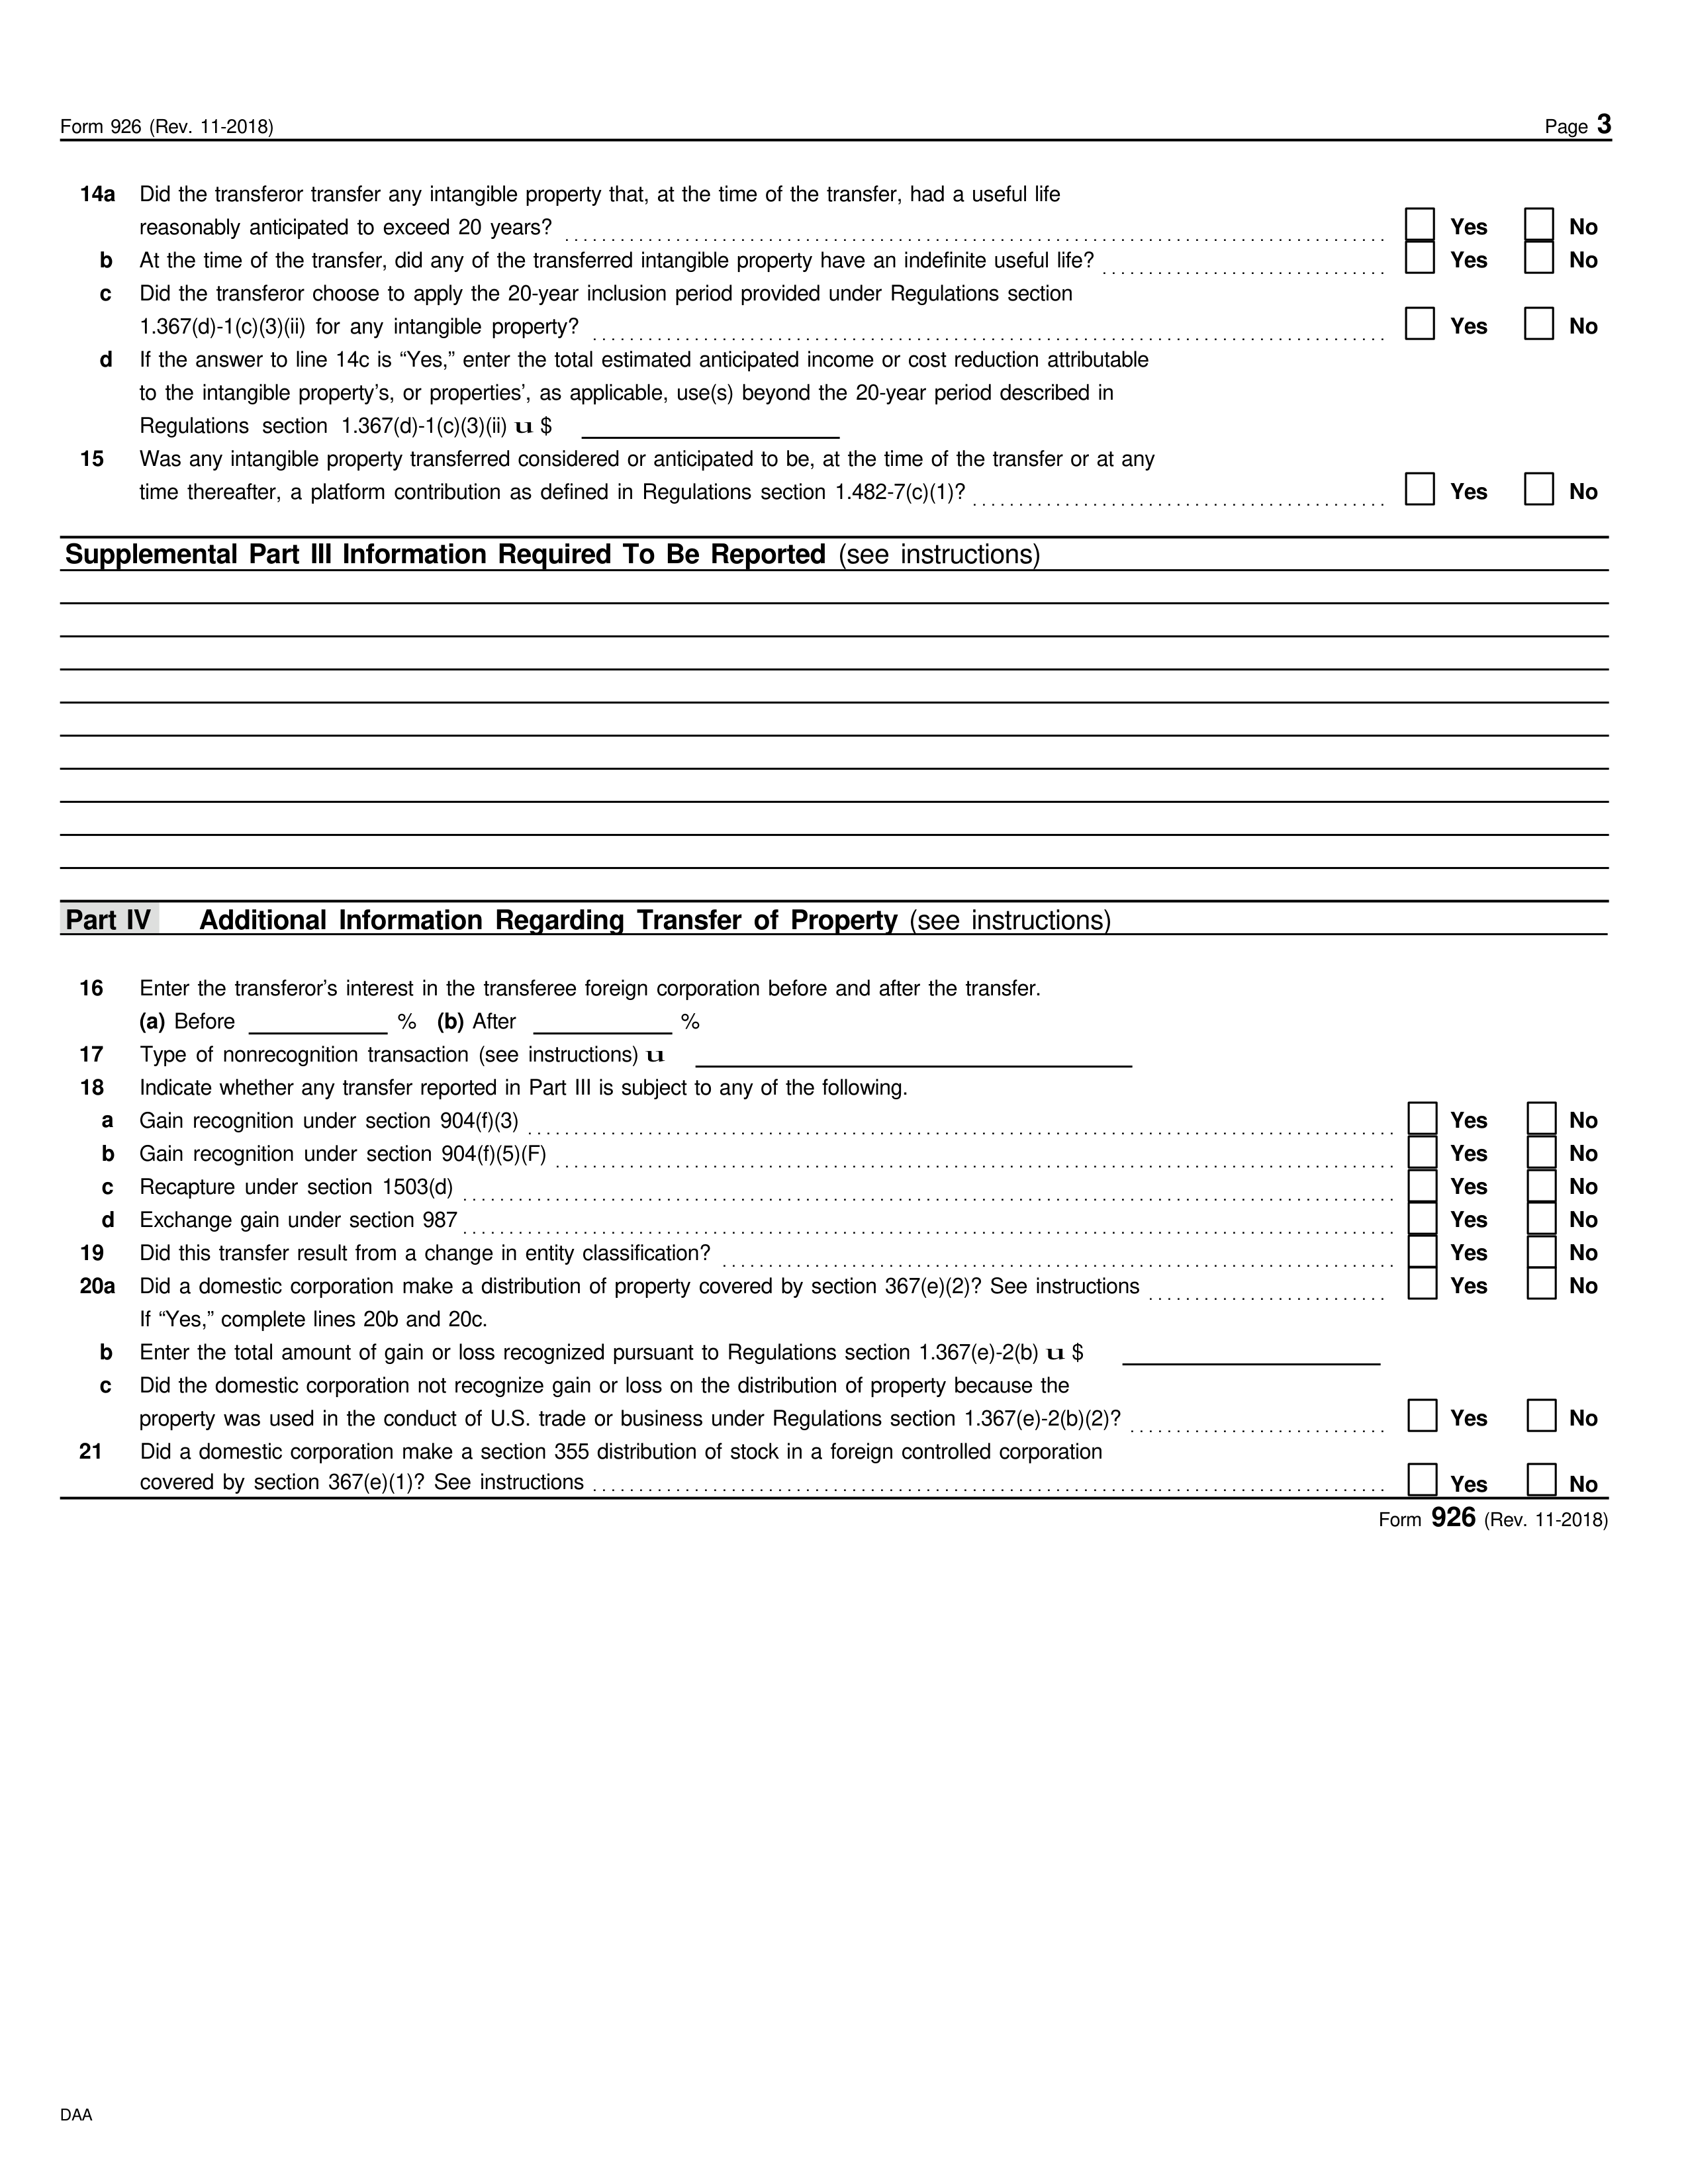 Form 926 (Rev. 11-2018) Page 3
14a Did the transferor transfer any intangible property that, at the time of the transfer, had a useful life
reasonably anticipated to exceed 20 years? Yes No
b At the time of the transfer, did any of the transferred intangible property have an indefinite useful life? Yes No
c Did the transferor choose to apply the 20-year inclusion period provided under Regulations section
1.367(d)-1(c)(3)(ii) for any intangible property? Yes No
d If the answer to line 14c is “Yes,” enter the total estimated anticipated income or cost reduction attributable
to the intangible property’s, or properties’, as applicable, use(s) beyond the 20-year period described in
Regulations section 1.367(d)-1(c)(3)(ii) u $
15 Was any intangible property transferred considered or anticipated to be, at the time of the transfer or at any
time thereafter, a platform contribution as defined in Regulations section 1.482-7(c)(1)? Yes No
Supplemental Part III Information Required To Be Reported (see instructions)
Part IV Additional Information Regarding Transfer of Property (see instructions)
16 Enter the transferor’s interest in the transferee foreign corporation before and after the transfer.
(a) Before % (b) After %
17 Type of nonrecognition transaction (see instructions) u
18 Indicate whether any transfer reported in Part III is subject to any of the following.
a Gain recognition under section 904(f)(3) Yes No
b Gain recognition under section 904(f)(5)(F) Yes No
c Recapture under section 1503(d) Yes No
d Exchange gain under section 987 Yes No
19 Did this transfer result from a change in entity classification? Yes No
20a Did a domestic corporation make a distribution of property covered by section 367(e)(2)? See instructions Yes No
If “Yes,” complete lines 20b and 20c.
b Enter the total amount of gain or loss recognized pursuant to Regulations section 1.367(e)-2(b) u $
c Did the domestic corporation not recognize gain or loss on the distribution of property because the
property was used in the conduct of U.S. trade or business under Regulations section 1.367(e)-2(b)(2)? Yes No
21 Did a domestic corporation make a section 355 distribution of stock in a foreign controlled corporation
covered by section 367(e)(1)? See instructions Yes No
Form 926 (Rev. 11-2018)
DAA